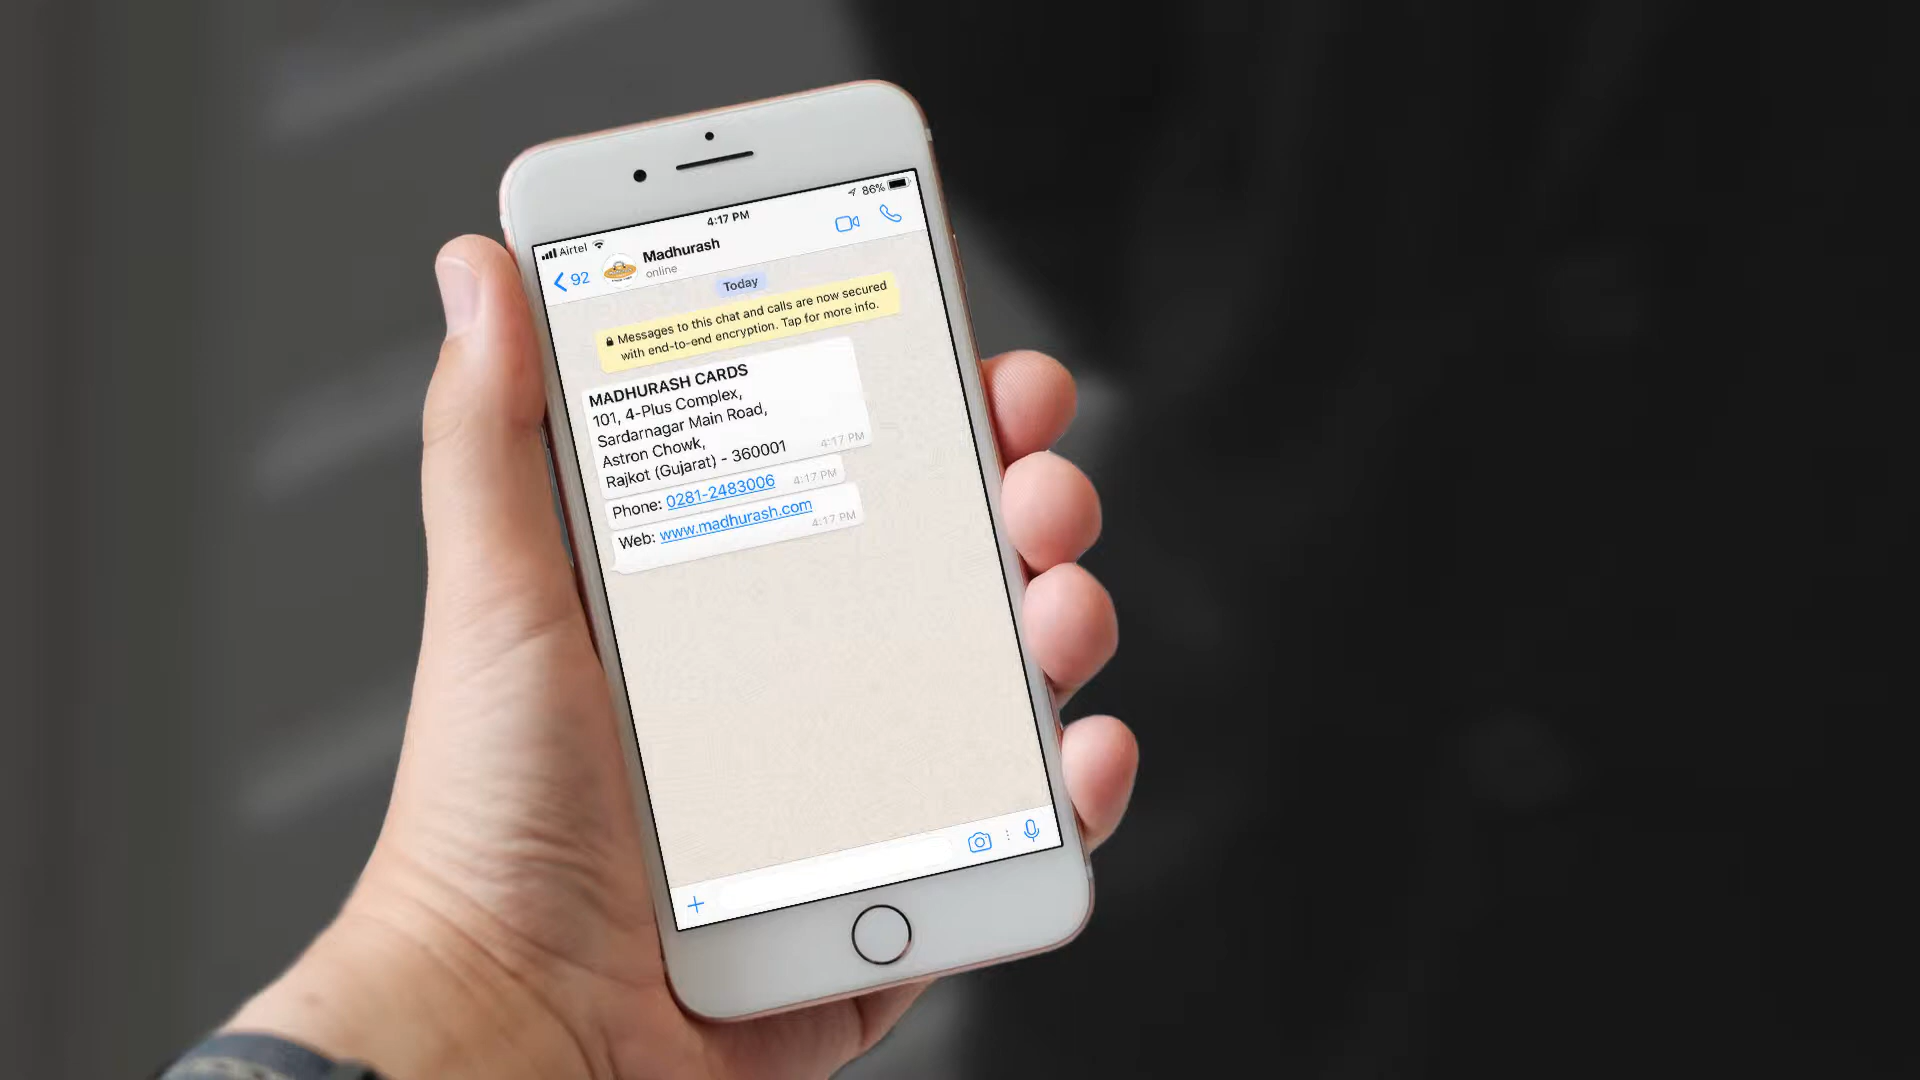 Airtel
4:17 PM
86%
92
Madhurash
online
Today
Messages to this chat and calls are now secured
with end-to-end encryption. Tap for more info.
MADHURASH CARDS
101, 4-Plus Complex,
Sardarnagar Main Road,
Astron Chowk,
Rajkot (Gujarat) - 360001
4:17 PM
Phone: 0281-2483006
4:17 PM
Web: www.madhurash.com
4:17 PM